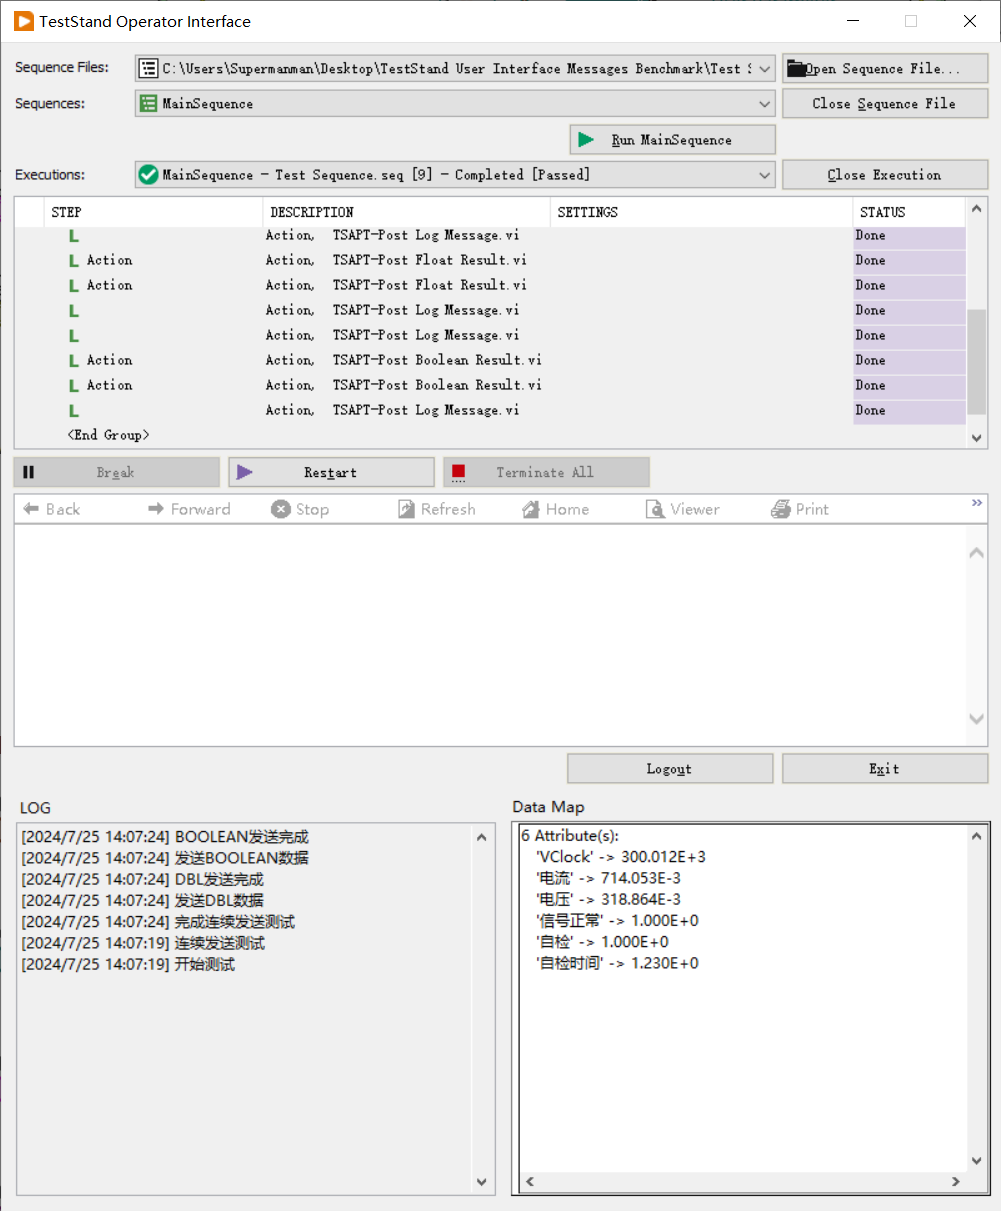 TestStand Operator Interface
Sequence Files: C:\Users\Supermanman\Desktop\TestStand User Interface Messages Benchmark\Test Open Sequence File...
Sequences: MainSequence Close Sequence File
Run MainSequence
Executions: MainSequence - Test Sequence.seq [9] - Completed [Passed] Close Execution
STEP DESCRIPTION SETTINGS STATUS
Action, TSAPT-Post Log Message.vi Done
Action Action, TSAPT-Post Float Result.vi Done
Action Action, TSAPT-Post Float Result.vi Done
Action, TSAPT-Post Log Message.vi Done
Action, TSAPT-Post Log Message.vi Done
Action Action, TSAPT-Post Boolean Result.vi Done
Action Action, TSAPT-Post Boolean Result.vi Done
Action, TSAPT-Post Log Message.vi Done
<End Group>
Break Restart Terminate All
Back Forward Stop Refresh Home Viewer Print »
Logout Exit
LOG
[2024/7/25 14:07:24] BOOLEAN发送完成
[2024/7/25 14:07:24] 发送BOOLEAN数据
[2024/7/25 14:07:24] DBL发送完成
[2024/7/25 14:07:24] 发送DBL数据
[2024/7/25 14:07:24] 完成连续发送测试
[2024/7/25 14:07:19] 连续发送测试
[2024/7/25 14:07:19] 开始测试
Data Map
6 Attribute(s):
'VClock' -> 300.012E+3
'电流' -> 714.053E-3
'电压' -> 318.864E-3
'信号正常' -> 1.000E+0
'自检' -> 1.000E+0
'自检时间' -> 1.230E+0